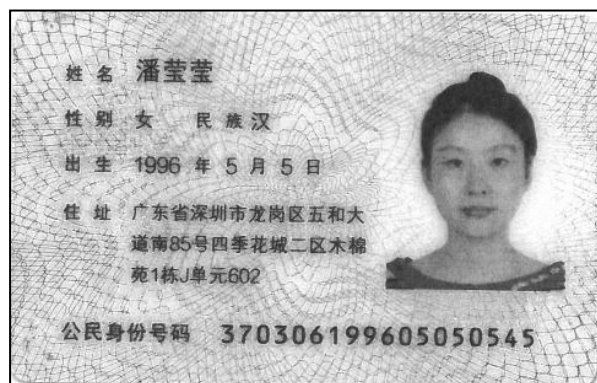 姓名 潘莹莹
性别 女 民族 汉
出生 1996 年 5 月 5 日
住址 广东省深圳市龙岗区五和大
道南85号四季花城二区木棉
苑1栋J单元602
公民身份号码 370306199605050545